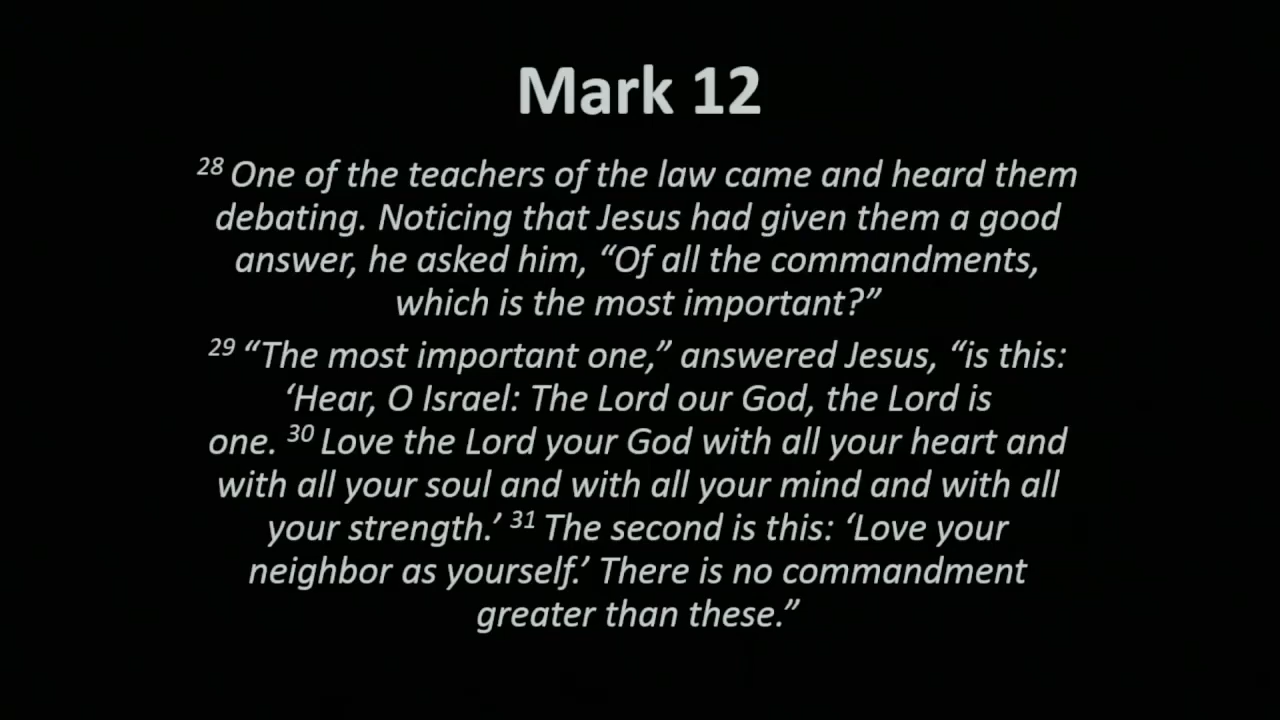 Mark 12
28 One of the teachers of the law came and heard them
debating. Noticing that Jesus had given them a good
answer, he asked him, “Of all the commandments,
which is the most important?”
29 “The most important one,” answered Jesus, “is this:
‘Hear, O Israel: The Lord our God, the Lord is
one. 30 Love the Lord your God with all your heart and
with all your soul and with all your mind and with all
your strength.’ 31 The second is this: ‘Love your
neighbor as yourself.’ There is no commandment
greater than these.”